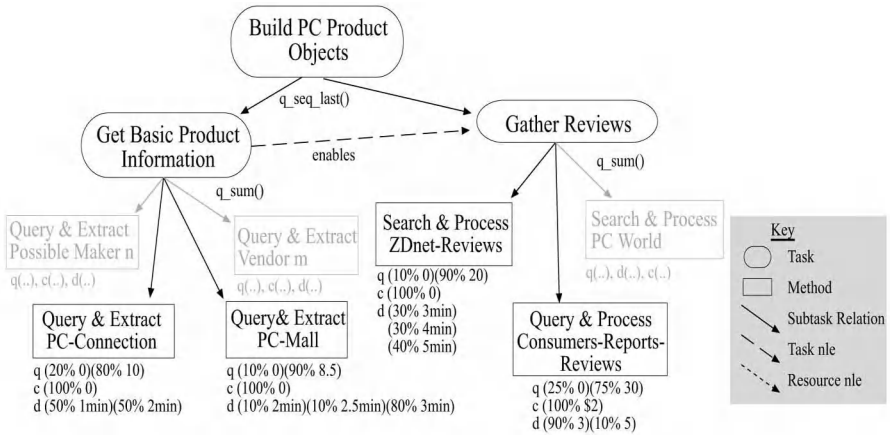 Build PC Product
Objects
q_seq_last()
Get Basic Product
Information
enables
Gather Reviews
q_sum()
q_sum()
Query & Extract
Possible Maker n
q(..), c(..), d(..)
Query & Extract
Vendor m
q(..), c(..), d(..)
Search & Process
ZDnet-Reviews
q (10% 0)(90% 20)
c (100% 0)
d (30% 3min)
(30% 4min)
(40% 5min)
Search & Process
PC World
q(..), d(..), c(..)
Query & Extract
PC-Connection
q (20% 0)(80% 10)
c (100% 0)
d (50% 1min)(50% 2min)
Query& Extract
PC-Mall
q (10% 0)(90% 8.5)
c (100% 0)
d (10% 2min)(10% 2.5min)(80% 3min)
Query & Process
Consumers-Reports-
Reviews
q (25% 0)(75% 30)
c (100% $2)
d (90% 3)(10% 5)
Key
Task
Method
Subtask Relation
Task nle
Resource nle